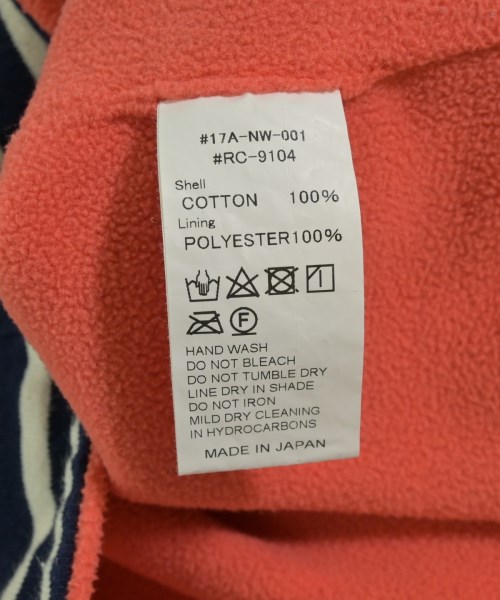 #17A-NW-001
#RC-9104
Shell
COTTON 100%
Lining
POLYESTER100%
F
HAND WASH
DO NOT BLEACH
DO NOT TUMBLE DRY
LINE DRY IN SHADE
DO NOT IRON
MILD DRY CLEANING
IN HYDROCARBONS
MADE IN JAPAN